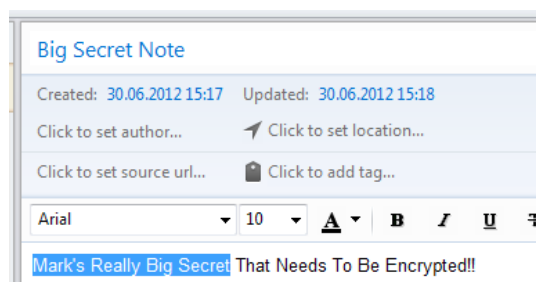 Big Secret Note
Created: 30.06.2012 15:17 Updated: 30.06.2012 15:18
Click to set author... Click to set location...
Click to set source url... Click to add tag...
Arial 10 A B I U
Mark's Really Big Secret That Needs To Be Encrypted!!